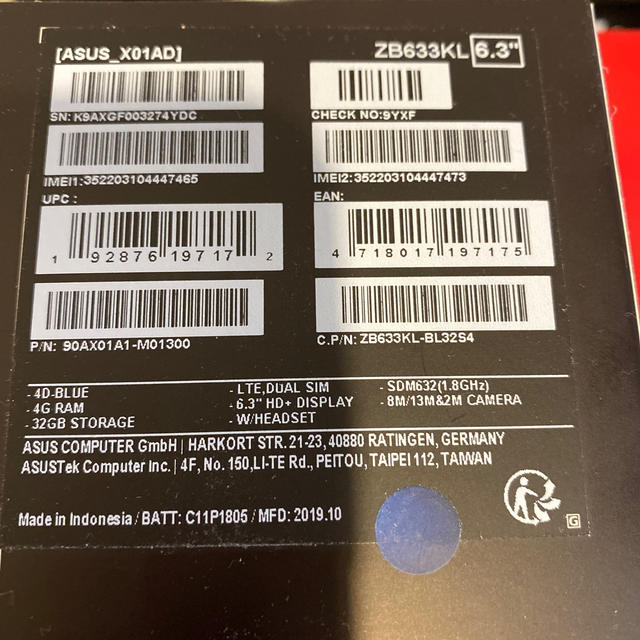 [ASUS_X01AD]
ZB633KL 6.3"
SN: K9AXGF003274YDC
CHECK NO:9YXF
IMEI1:352203104447465
IMEI2:352203104447473
UPC :
EAN:
1 92876 19717 2
4 718017 197175
P/N: 90AX01A1-M01300
C.P/N: ZB633KL-BL32S4
- 4D-BLUE
- 4G RAM
- 32GB STORAGE
- LTE,DUAL SIM
- 6.3" HD+ DISPLAY
- W/HEADSET
- SDM632(1.8GHz)
- 8M/13M&2M CAMERA
ASUS COMPUTER GmbH | HARKORT STR. 21-23, 40880 RATINGEN, GERMANY
ASUSTek Computer Inc. | 4F, No. 150,LI-TE Rd., PEITOU, TAIPEI 112, TAIWAN
Made in Indonesia / BATT: C11P1805 / MFD: 2019.10
G